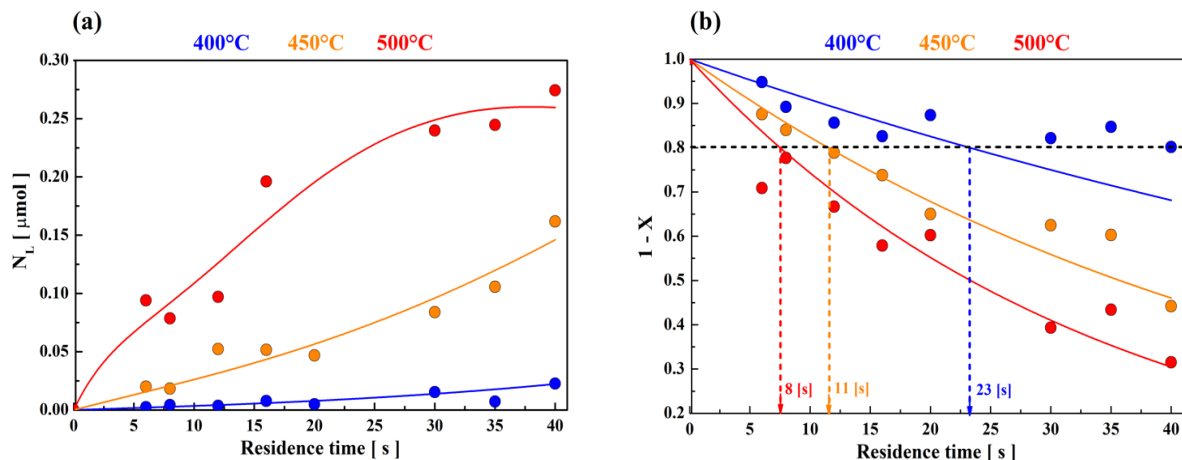 (a)
400°C 450°C 500°C
0.30
0.25
0.20
0.15
0.10
0.05
0.00
N_L [ μmol ]
0 5 10 15 20 25 30 35 40
Residence time [ s ]
(b)
400°C 450°C 500°C
1.0
0.9
0.8
0.7
0.6
0.5
0.4
0.3
0.2
1 - X
8 [s] 11 [s] 23 [s]
0 5 10 15 20 25 30 35 40
Residence time [ s ]